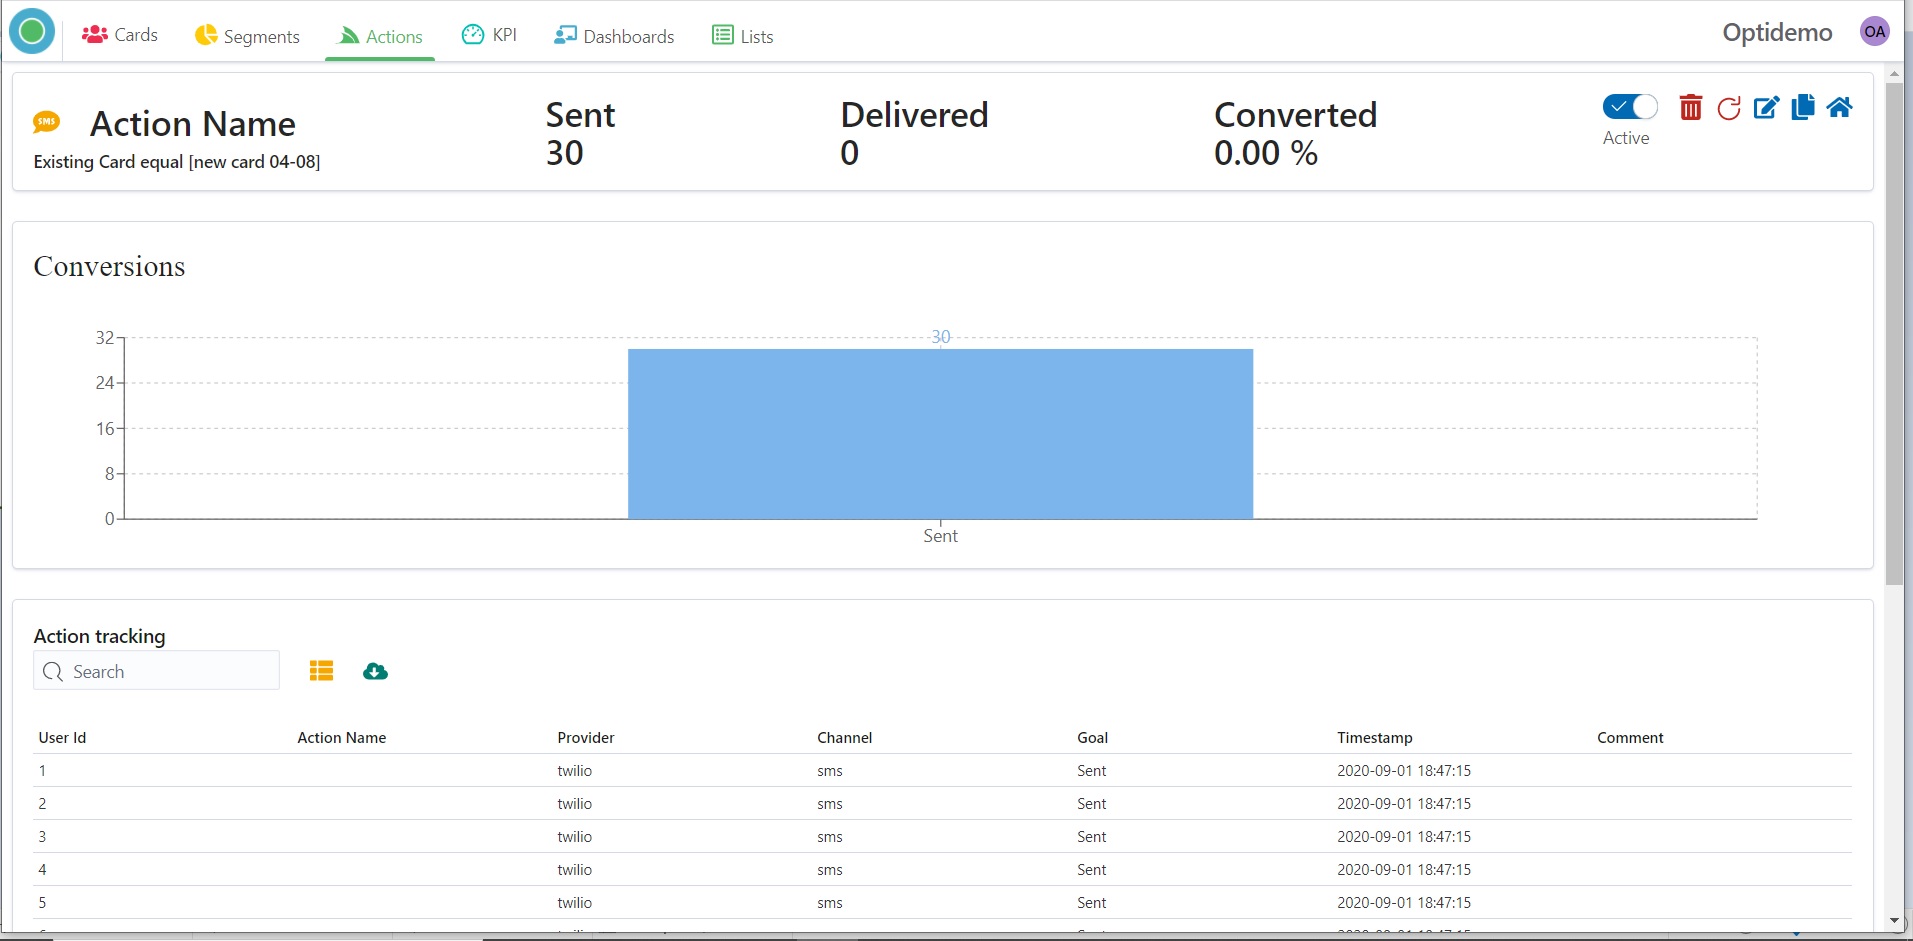 Cards Segments Actions KPI Dashboards Lists Optidemo OA
SMS Action Name Sent Delivered Converted
30 0 0.00 % Active
Existing Card equal [new card 04-08]
Conversions
30
32
24
16
8
0
Sent
Action tracking
Search
User Id Action Name Provider Channel Goal Timestamp Comment
1 twilio sms Sent 2020-09-01 18:47:15
2 twilio sms Sent 2020-09-01 18:47:15
3 twilio sms Sent 2020-09-01 18:47:15
4 twilio sms Sent 2020-09-01 18:47:15
5 twilio sms Sent 2020-09-01 18:47:15